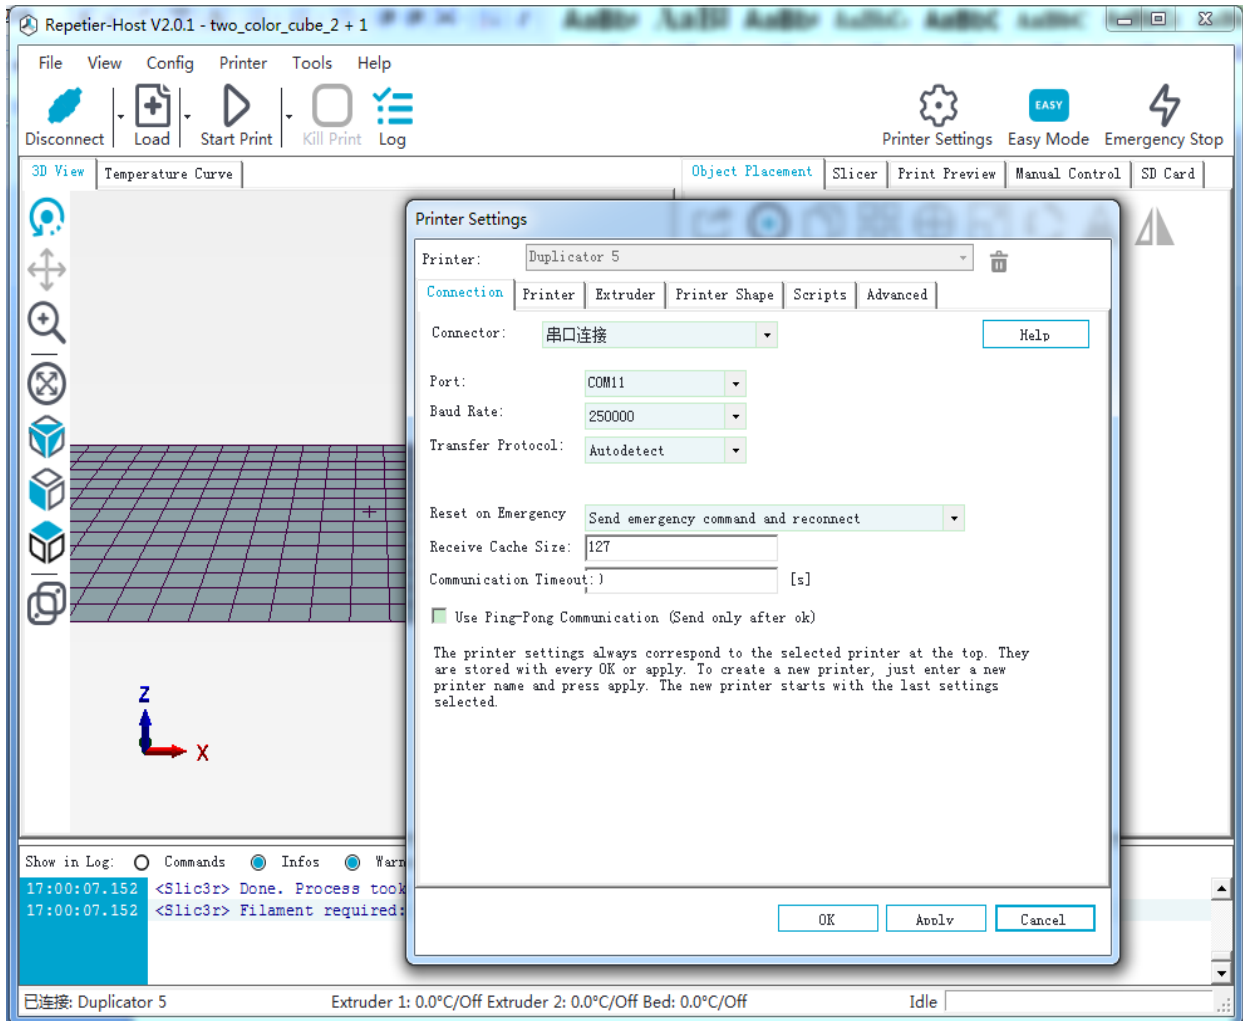 Repetier-Host V2.0.1 - two_color_cube_2 + 1
File View Config Printer Tools Help
Disconnect Load Start Print Kill Print Log
EASY
Printer Settings Easy Mode Emergency Stop
3D View Temperature Curve
Object Placement Slicer Print Preview Manual Control SD Card
Printer Settings
Printer: Duplicator 5
Connection Printer Extruder Printer Shape Scripts Advanced
Connector: 串口连接 Help
Port: COM11
Baud Rate: 250000
Transfer Protocol: Autodetect
Reset on Emergency Send emergency command and reconnect
Receive Cache Size: 127
Communication Timeout:) [s]
Use Ping-Pong Communication (Send only after ok)
The printer settings always correspond to the selected printer at the top. They
are stored with every OK or apply. To create a new printer, just enter a new
printer name and press apply. The new printer starts with the last settings
selected.
OK Apply Cancel
Z
X
Show in Log: Commands Infos Warn
17:00:07.152 <Slic3r> Done. Process took
17:00:07.152 <Slic3r> Filament required:
已连接: Duplicator 5 Extruder 1: 0.0°C/Off Extruder 2: 0.0°C/Off Bed: 0.0°C/Off Idle